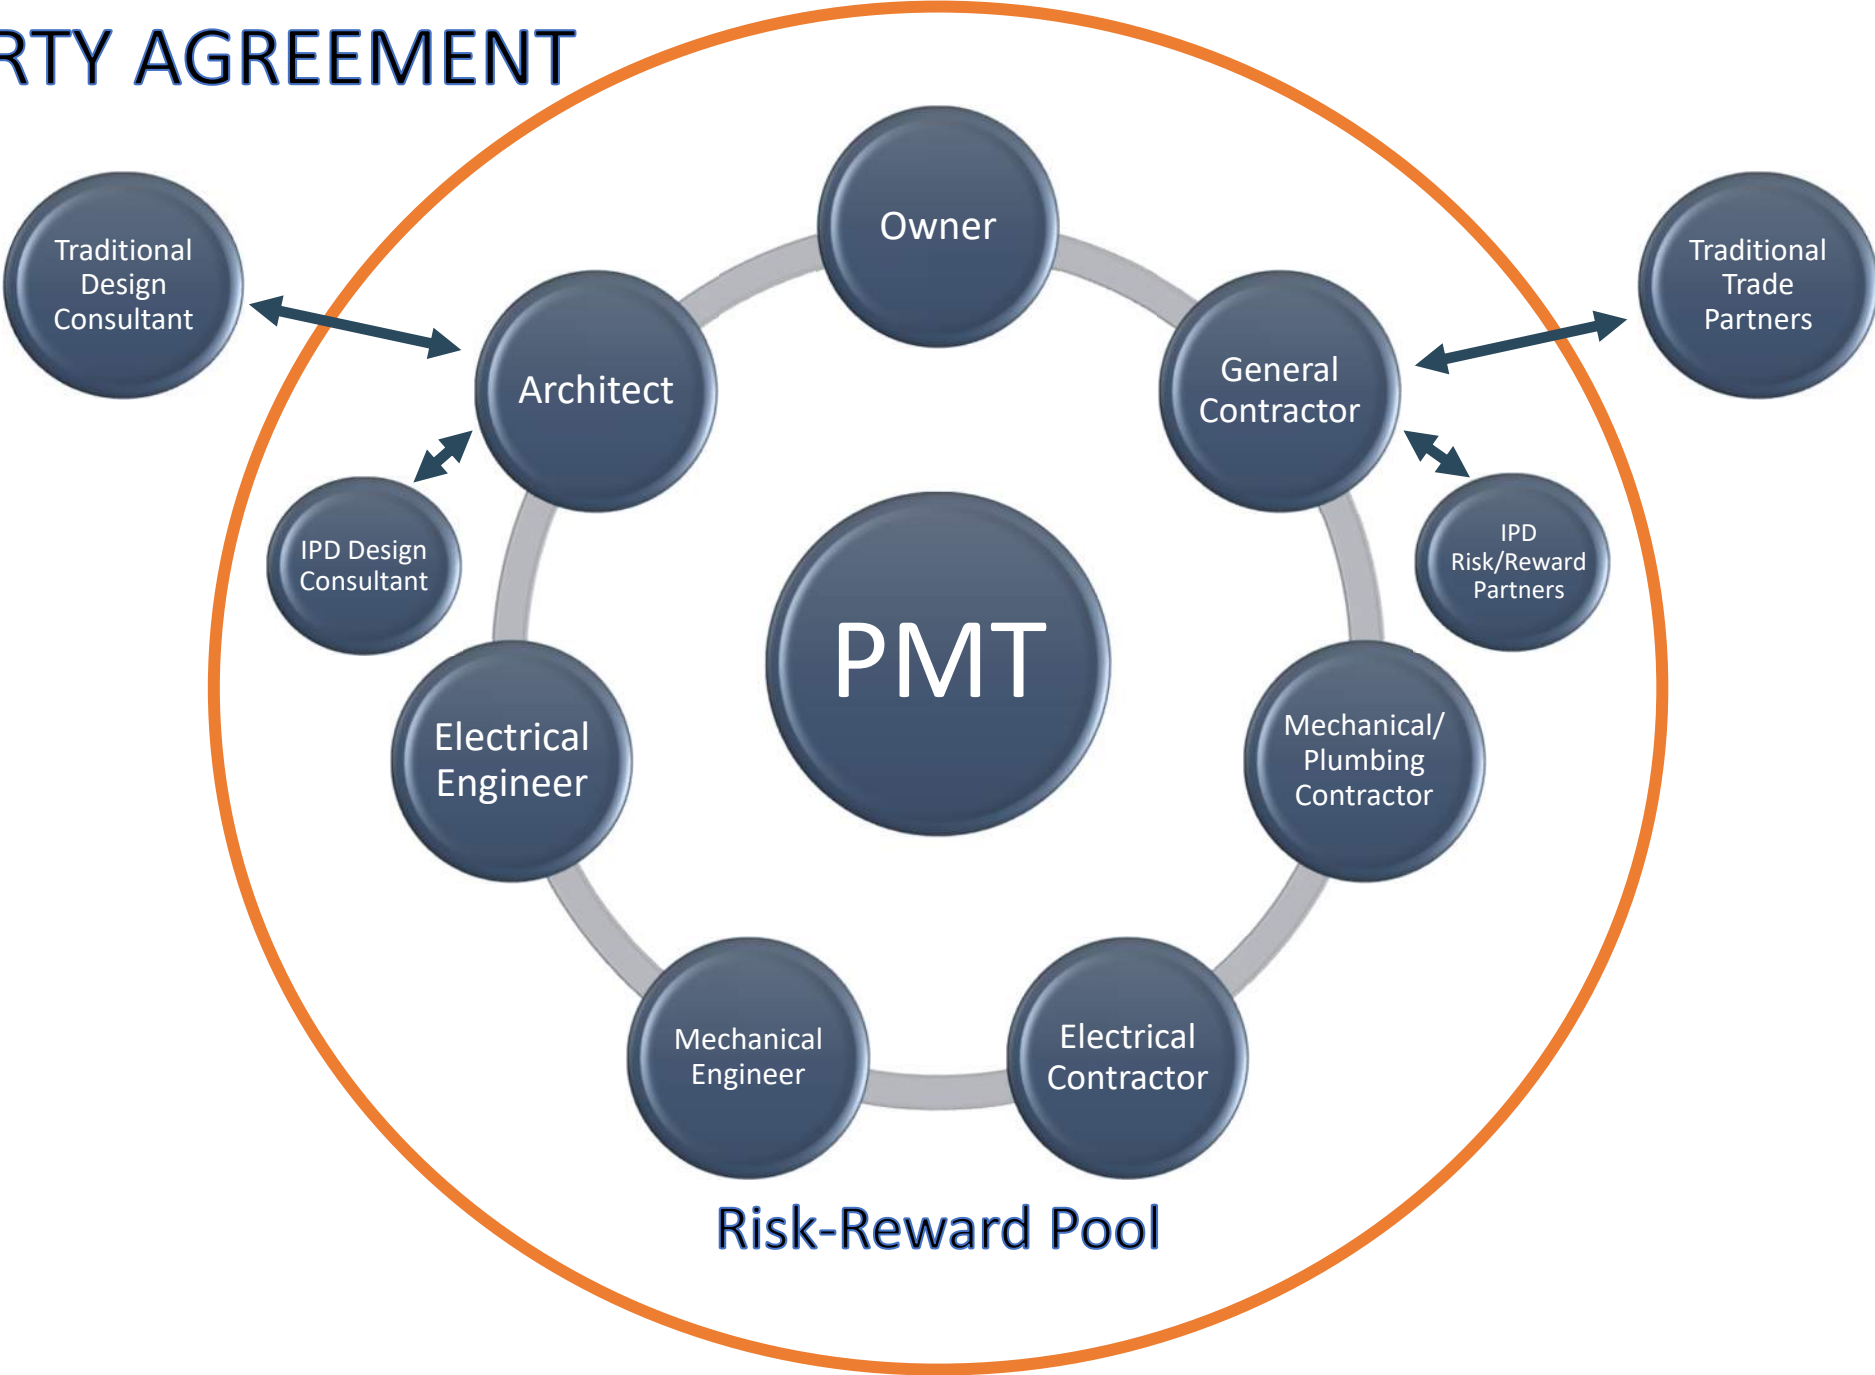 RTY AGREEMENT
Owner
Traditional
Design
Consultant
Traditional
Trade
Partners
Architect
General
Contractor
IPD Design
Consultant
IPD
Risk/Reward
Partners
PMT
Electrical
Engineer
Mechanical/
Plumbing
Contractor
Mechanical
Engineer
Electrical
Contractor
Risk-Reward Pool